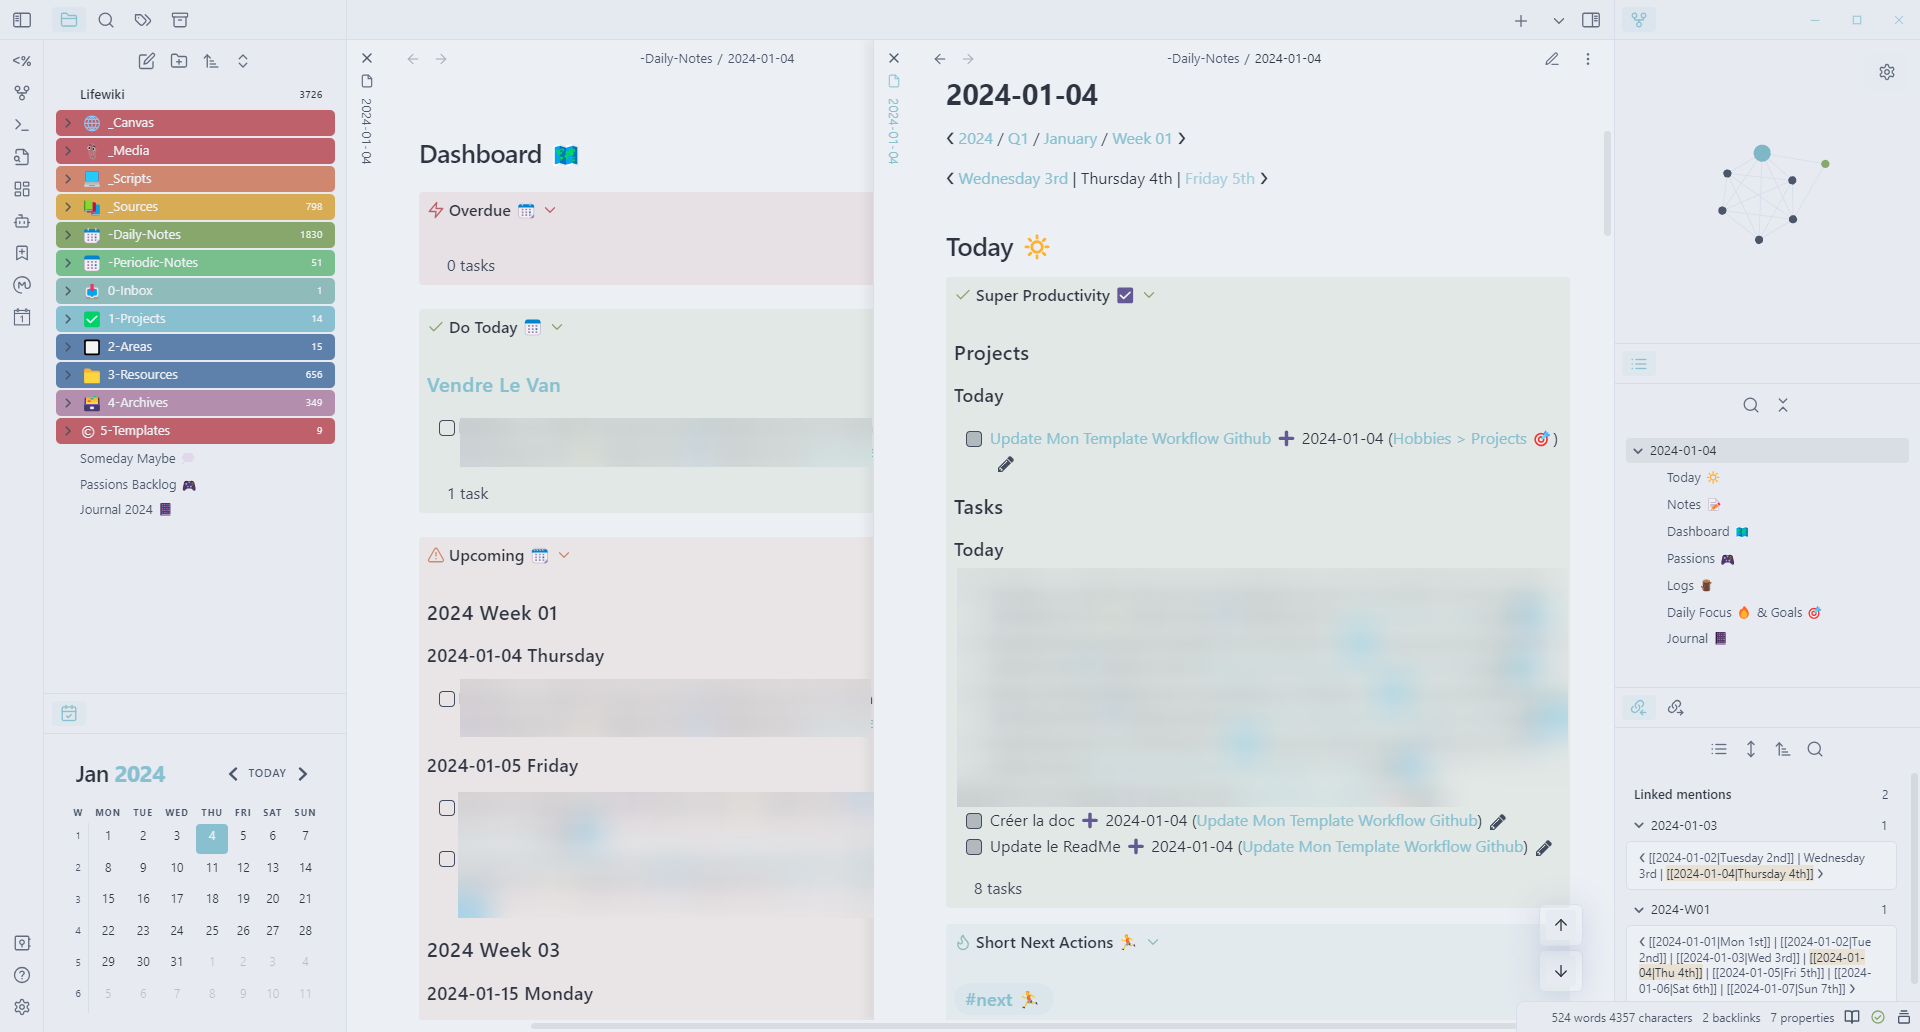 <%
Lifewiki 3726
_Canvas
_Media
_Scripts
_Sources 798
-Daily-Notes 1830
-Periodic-Notes 51
0-Inbox 1
1-Projects 14
2-Areas 15
3-Resources 656
4-Archives 349
5-Templates 9
Someday Maybe
Passions Backlog
Journal 2024
Jan 2024
TODAY
W MON TUE WED THU FRI SAT SUN
1 1 2 3 4 5 6 7
2 8 9 10 11 12 13 14
3 15 16 17 18 19 20 21
4 22 23 24 25 26 27 28
5 29 30 31 1 2 3 4
6 5 6 7 8 9 10 11
2024-01-04
-Daily-Notes / 2024-01-04
Dashboard
Overdue
0 tasks
Do Today
Vendre Le Van
1 task
Upcoming
2024 Week 01
2024-01-04 Thursday
2024-01-05 Friday
2024 Week 03
2024-01-15 Monday
2024-01-04
-Daily-Notes / 2024-01-04
2024-01-04
< 2024 / Q1 / January / Week 01 >
< Wednesday 3rd | Thursday 4th | Friday 5th >
Today
Super Productivity
Projects
Today
Update Mon Template Workflow Github ➕ 2024-01-04 (Hobbies > Projects 🎯)
Tasks
Today
Créer la doc ➕ 2024-01-04 (Update Mon Template Workflow Github)
Update le ReadMe ➕ 2024-01-04 (Update Mon Template Workflow Github)
8 tasks
Short Next Actions
#next
2024-01-04
Today
Notes
Dashboard
Passions
Logs
Daily Focus 🔥 & Goals 🎯
Journal
Linked mentions 2
2024-01-03 1
< [[2024-01-02|Tuesday 2nd]] | Wednesday
3rd | [[2024-01-04|Thursday 4th]] >
2024-W01 1
< [[2024-01-01|Mon 1st]] | [[2024-01-02|Tue
2nd]] | [[2024-01-03|Wed 3rd]] | [[2024-01-
04|Thu 4th]] | [[2024-01-05|Fri 5th]] | [[2024-
01-06|Sat 6th]] | [[2024-01-07|Sun 7th]] >
524 words 4357 characters 2 backlinks 7 properties